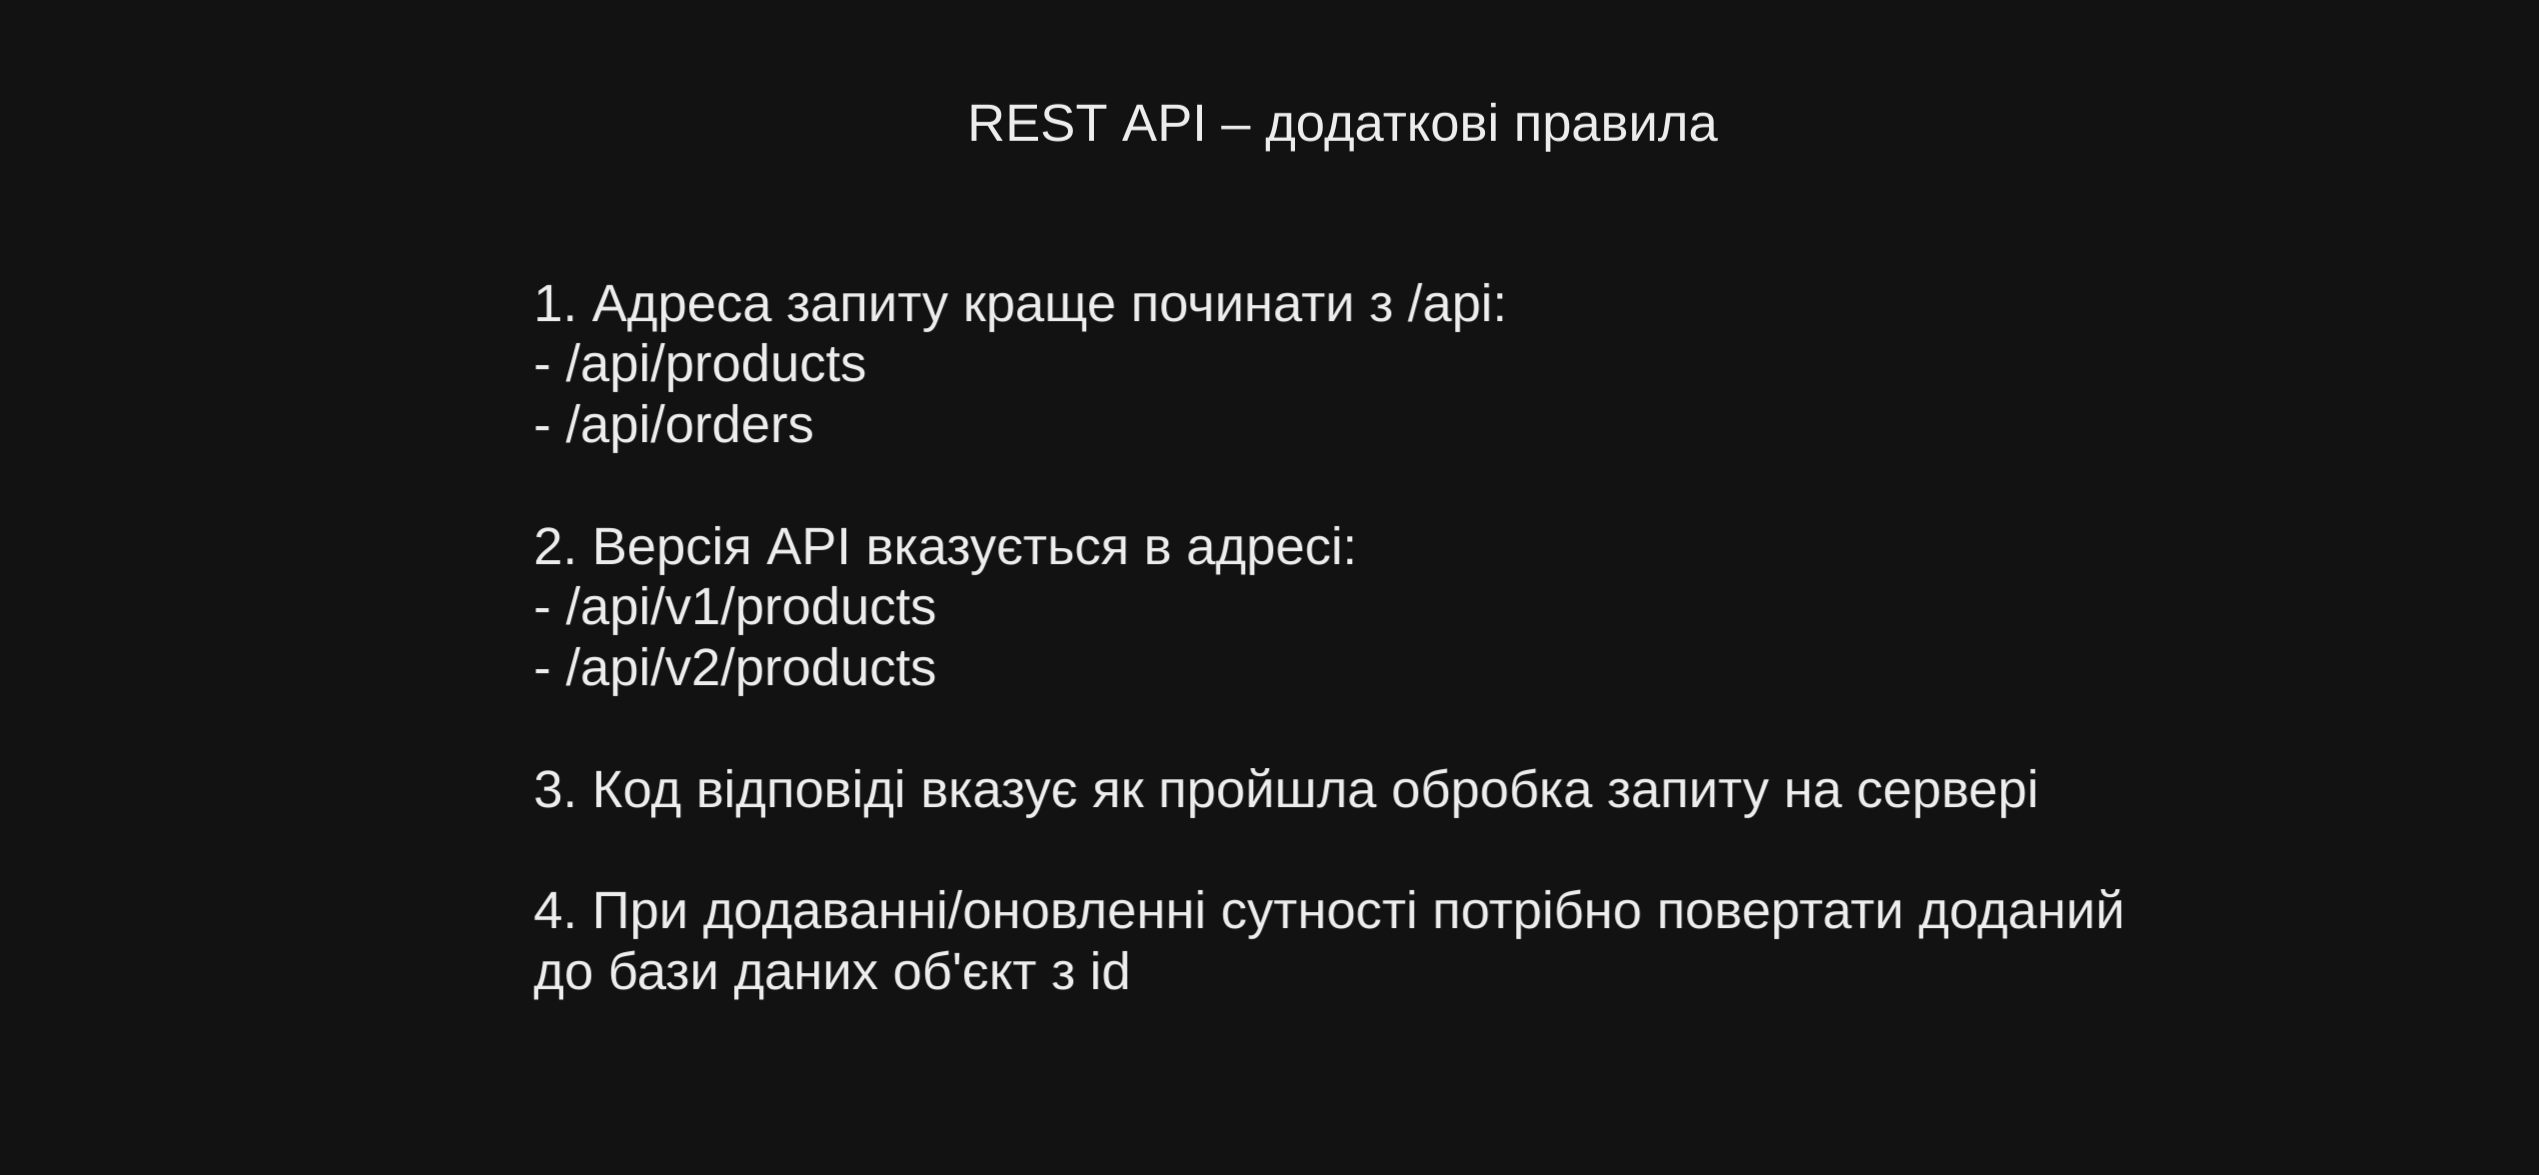 REST API – додаткові правила
1. Адреса запиту краще починати з /api:
- /api/products
- /api/orders
2. Версія API вказується в адресі:
- /api/v1/products
- /api/v2/products
3. Код відповіді вказує як пройшла обробка запиту на сервері
4. При додаванні/оновленні сутності потрібно повертати доданий
до бази даних об'єкт з id